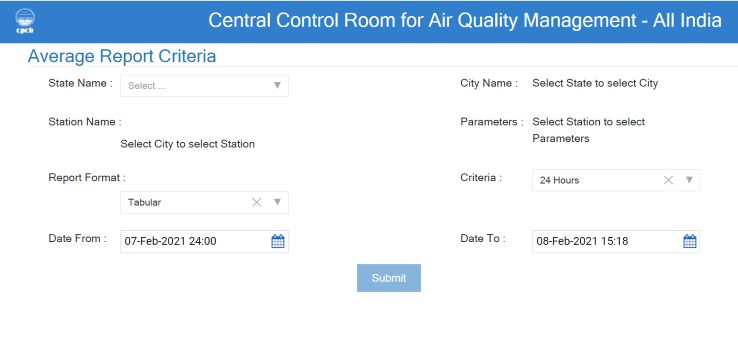 cpcb
Central Control Room for Air Quality Management - All India
Average Report Criteria
State Name :
Select ...
City Name :
Select State to select City
Station Name :
Select City to select Station
Parameters :
Select Station to select
Parameters
Report Format :
Tabular
Criteria :
24 Hours
Date From :
07-Feb-2021 24:00
Date To :
08-Feb-2021 15:18
Submit